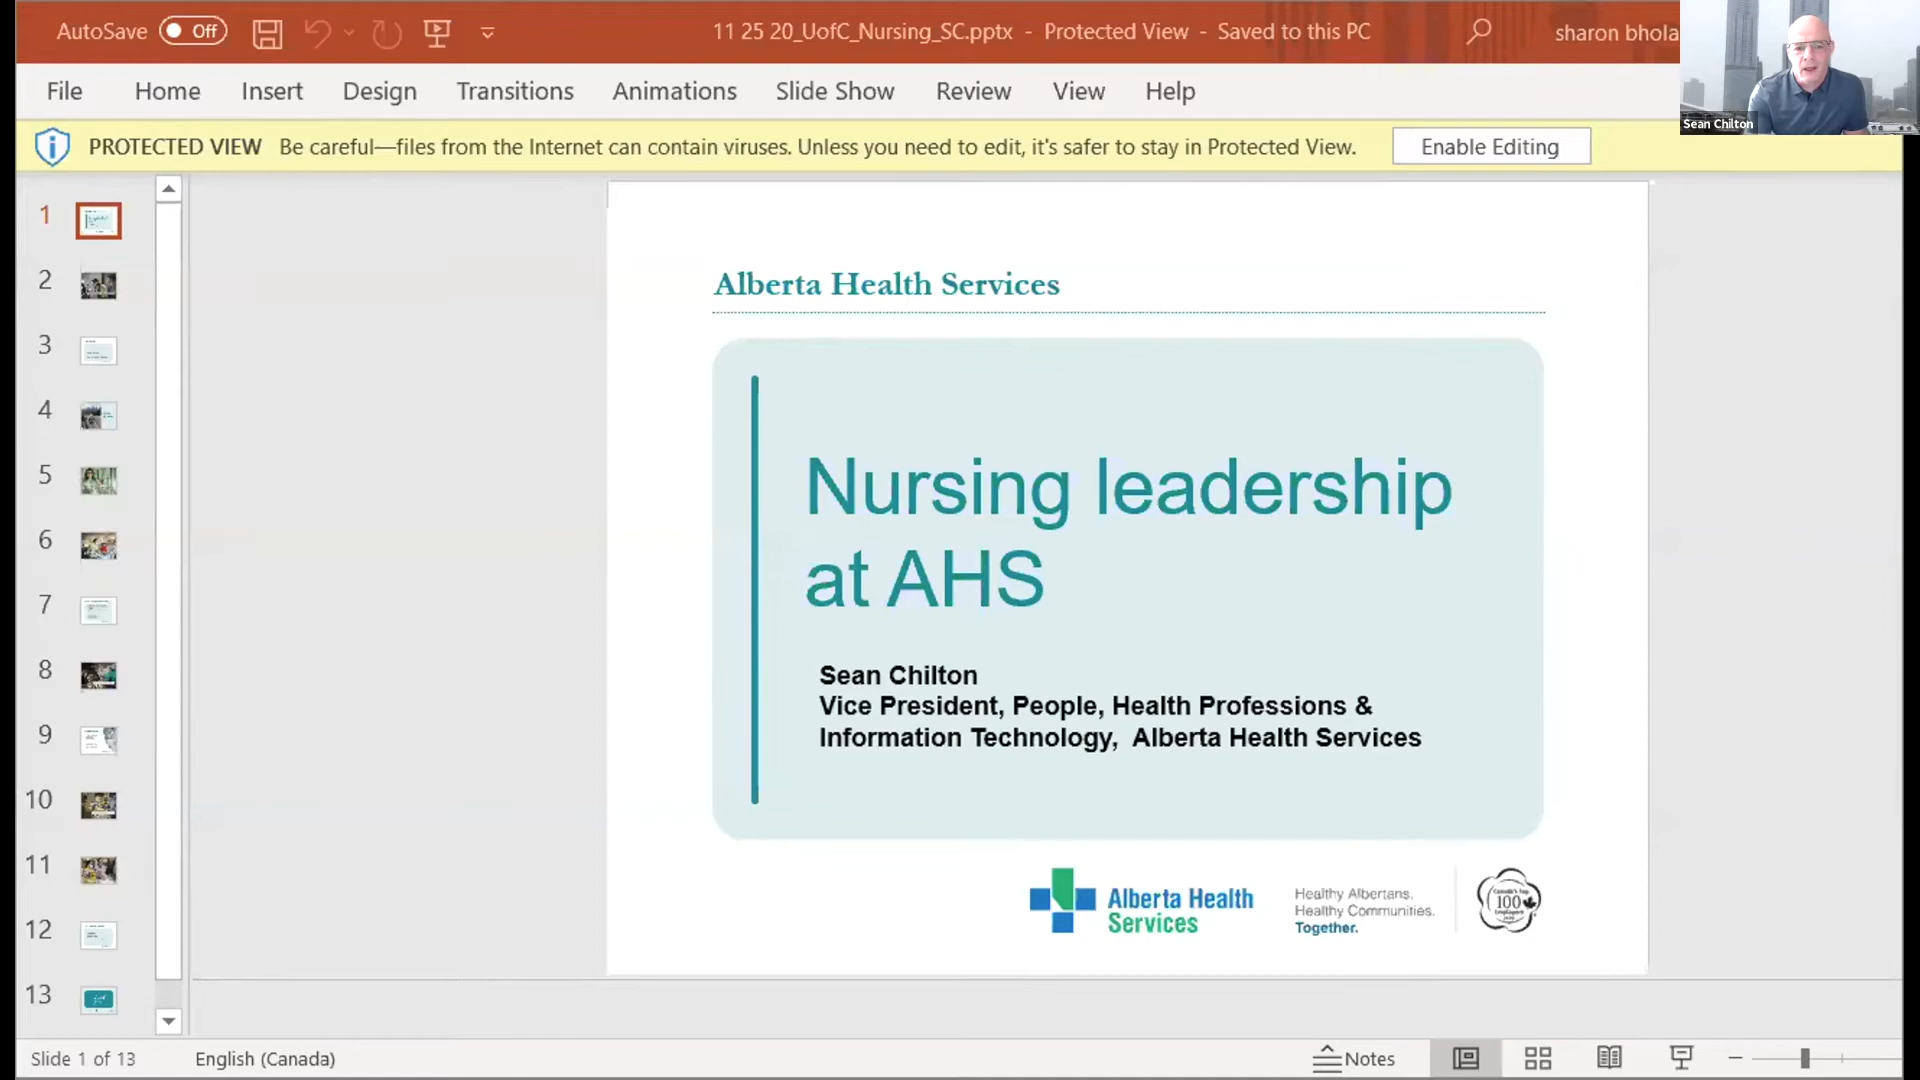 AutoSave Off 11 25 20_UofC_Nursing_SC.pptx - Protected View - Saved to this PC sharon bhola
Sean Chilton
File Home Insert Design Transitions Animations Slide Show Review View Help
PROTECTED VIEW Be careful—files from the Internet can contain viruses. Unless you need to edit, it's safer to stay in Protected View. Enable Editing
1
2
3
4
5
6
7
8
9
10
11
12
13
Alberta Health Services
Nursing leadership
at AHS
Sean Chilton
Vice President, People, Health Professions &
Information Technology, Alberta Health Services
Alberta Health
Services
Healthy Albertans.
Healthy Communities.
Together.
Canada's Top
100
Employers
Slide 1 of 13 English (Canada) Notes